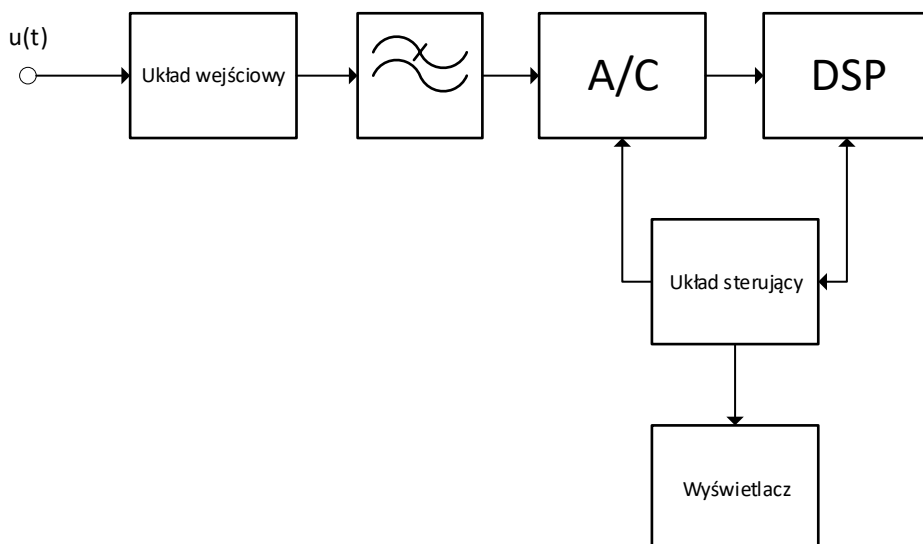 u(t)
Układ wejściowy
A/C
DSP
Układ sterujący
Wyświetlacz